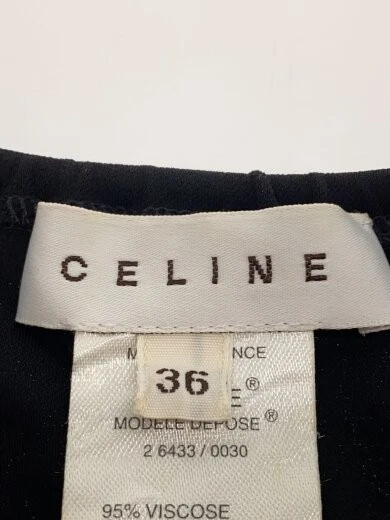 CELINE
36
MODELE DEPOSE®
2 6433 / 0030
95% VISCOSE